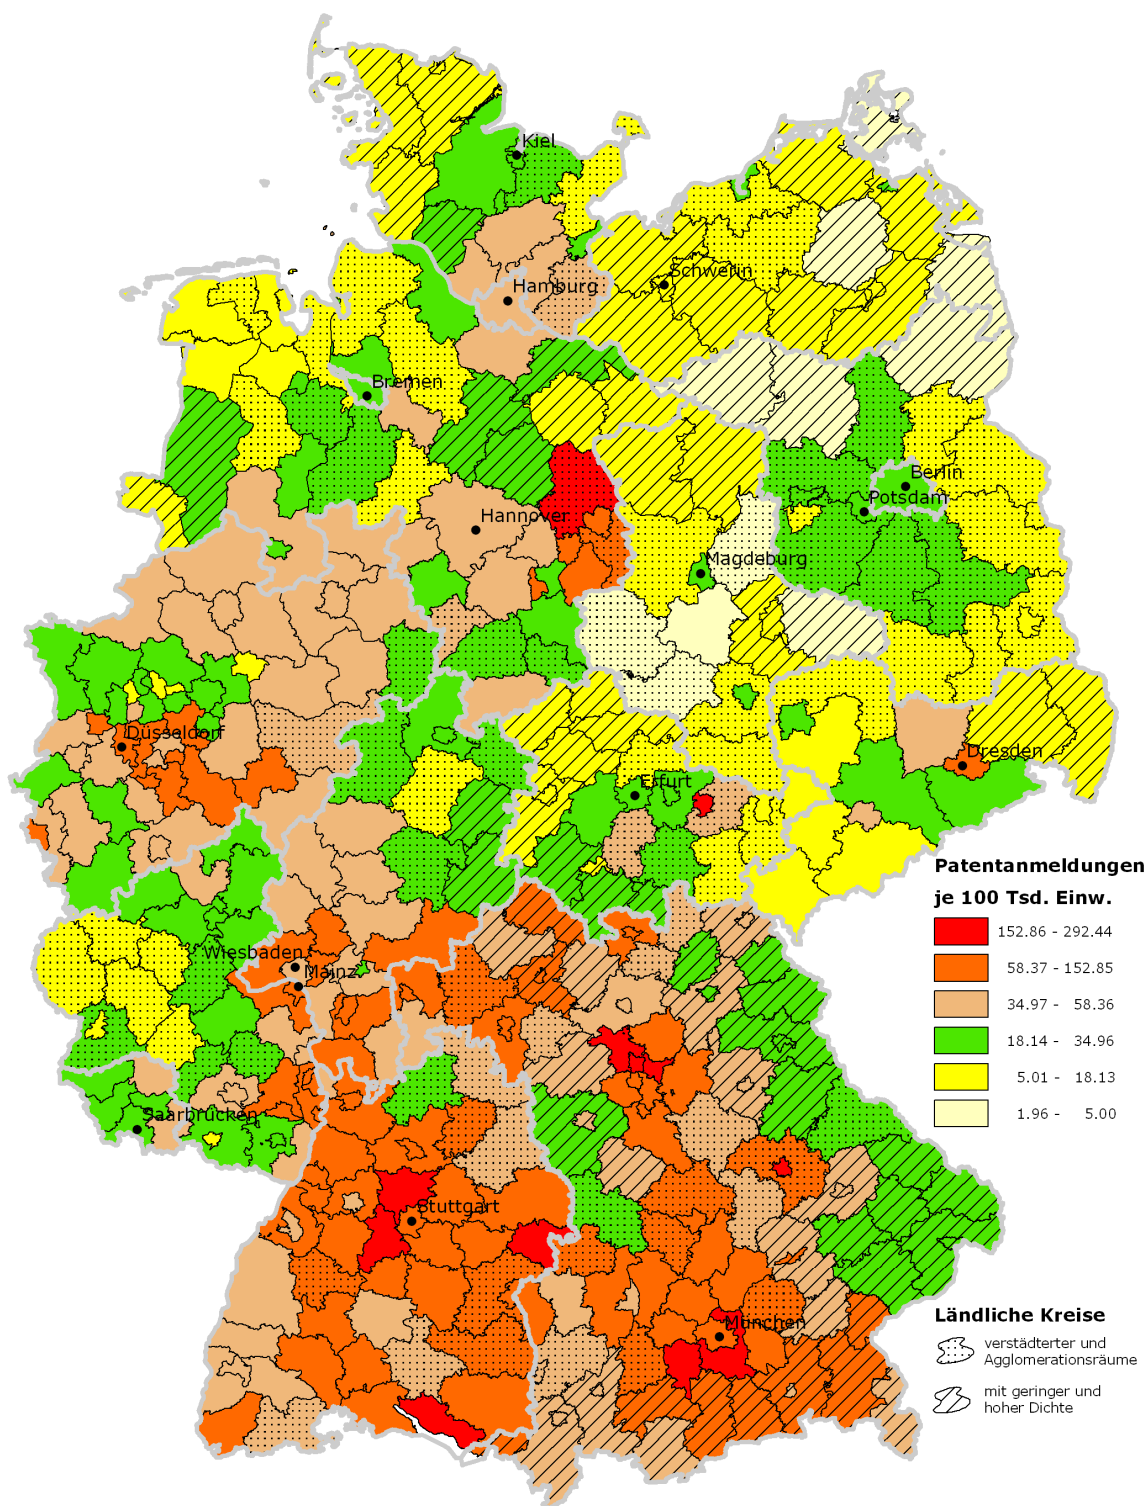 Kiel
Schwerin
Hamburg
Bremen
Berlin
Potsdam
Hannover
Magdeburg
Düsseldorf
Dresden
Erfurt
Wiesbaden
Mainz
Saarbrücken
Stuttgart
München
Patentanmeldungen
je 100 Tsd. Einw.
152.86 - 292.44
58.37 - 152.85
34.97 - 58.36
18.14 - 34.96
5.01 - 18.13
1.96 - 5.00
Ländliche Kreise
verstädterter und
Agglomerationsräume
mit geringer und
hoher Dichte